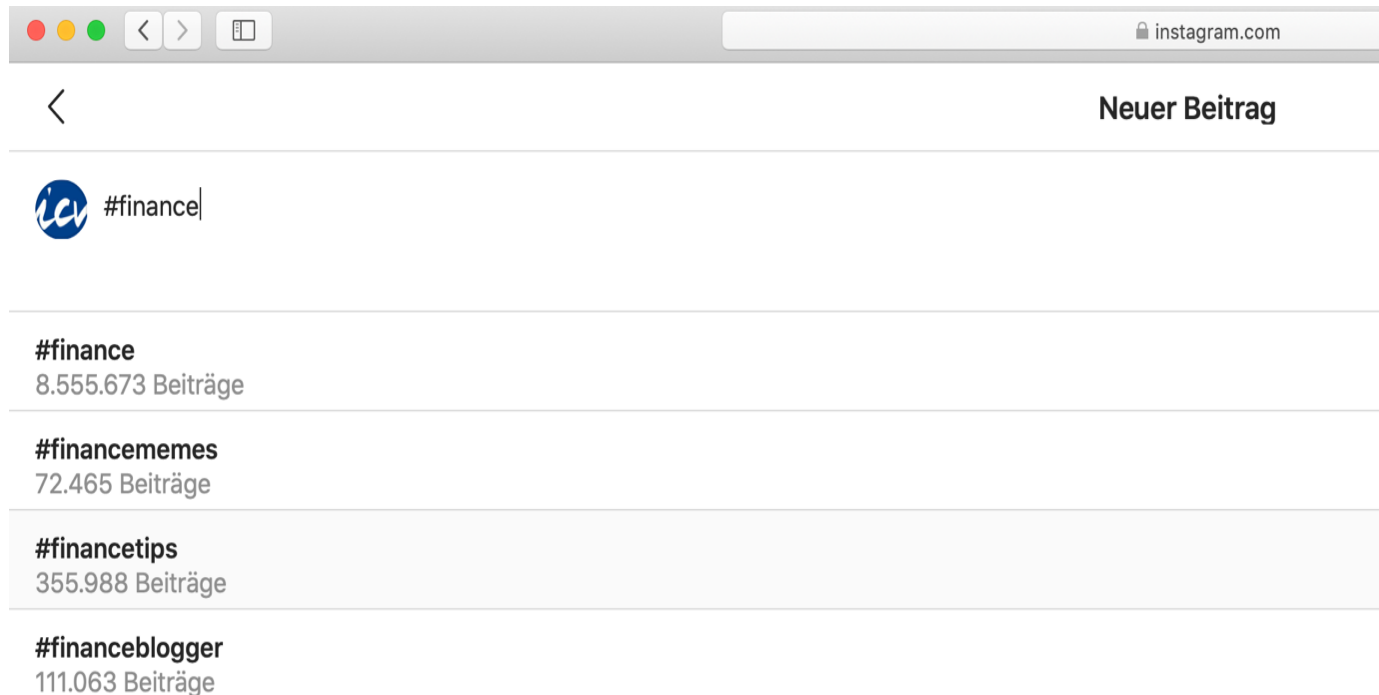 instagram.com
Neuer Beitrag
icv #finance
#finance
8.555.673 Beiträge
#financememes
72.465 Beiträge
#financetips
355.988 Beiträge
#financeblogger
111.063 Beiträge